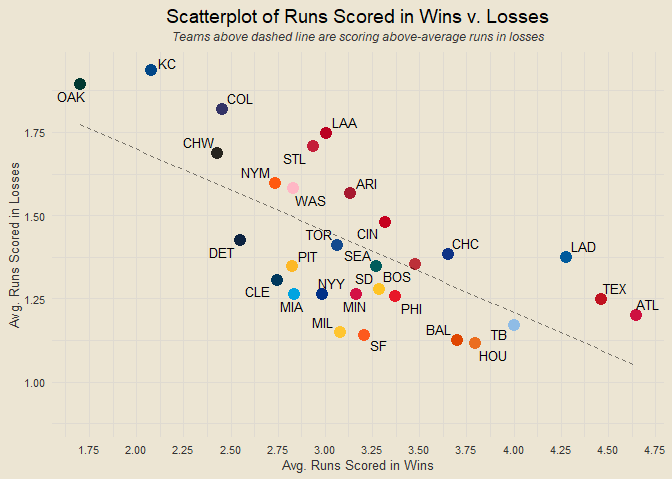 Scatterplot of Runs Scored in Wins v. Losses
Teams above dashed line are scoring above-average runs in losses
KC
OAK
COL
LAA
CHW
STL
NYM
WAS
ARI
CIN
TOR
DET
CHC
LAD
SEA
PIT
BOS
SD
CLE
NYY
MIA
MIN
PHI
TEX
ATL
MIL
SF
BAL
TB
HOU
Avg. Runs Scored in Losses
1.75
1.50
1.25
1.00
1.75
2.00
2.25
2.50
2.75
3.00
3.25
3.50
3.75
4.00
4.25
4.50
4.75
Avg. Runs Scored in Wins